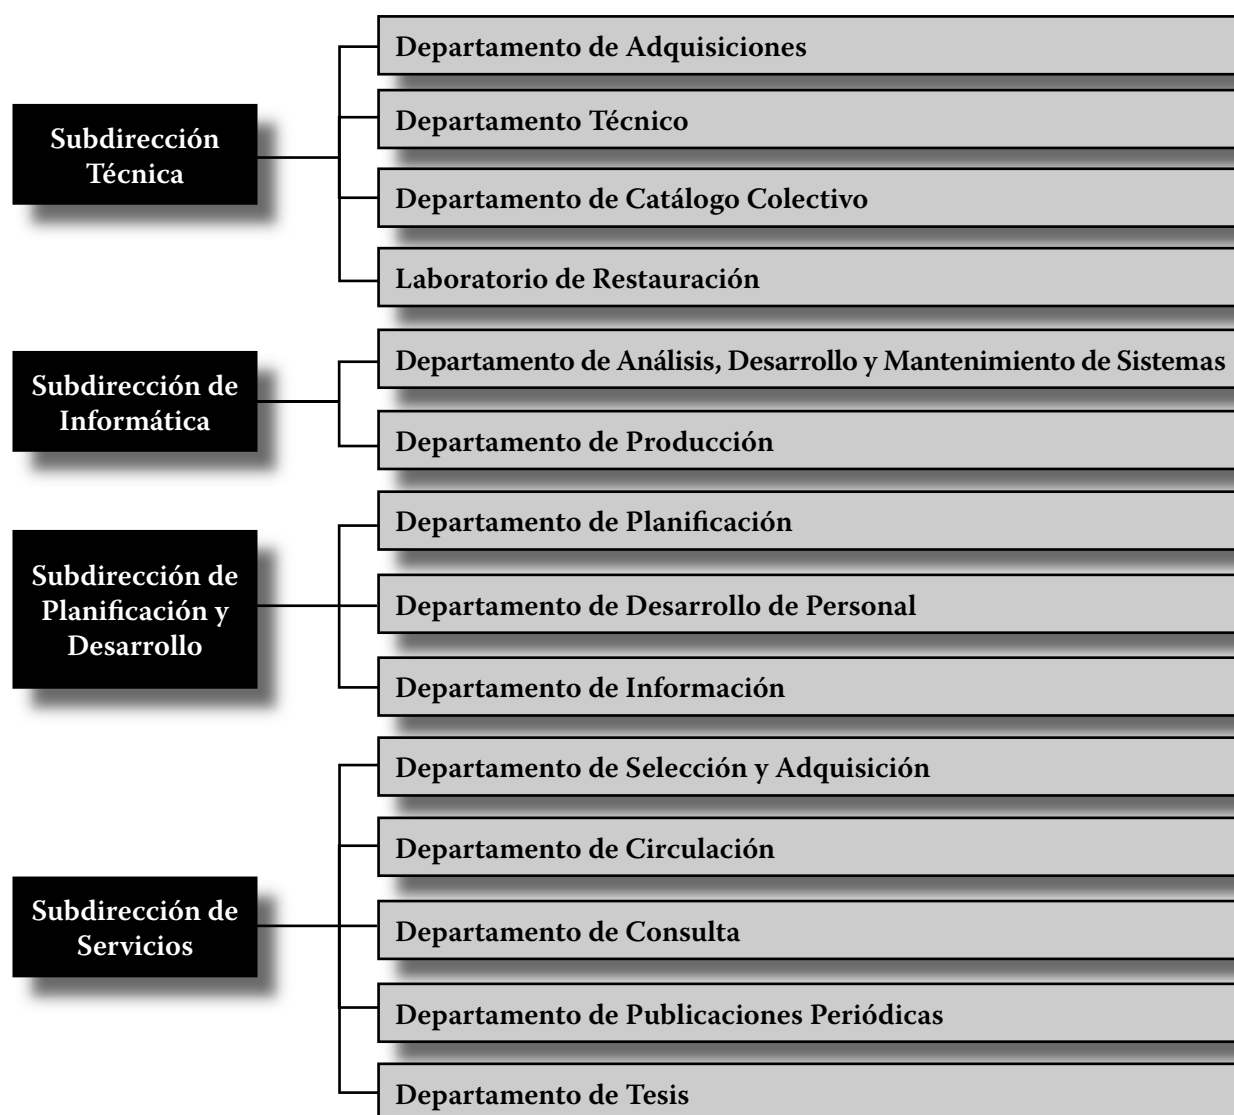 Subdirección
Técnica
Departamento de Adquisiciones
Departamento Técnico
Departamento de Catálogo Colectivo
Laboratorio de Restauración
Subdirección de
Informática
Departamento de Análisis, Desarrollo y Mantenimiento de Sistemas
Departamento de Producción
Subdirección de
Planificación y
Desarrollo
Departamento de Planificación
Departamento de Desarrollo de Personal
Departamento de Información
Subdirección de
Servicios
Departamento de Selección y Adquisición
Departamento de Circulación
Departamento de Consulta
Departamento de Publicaciones Periódicas
Departamento de Tesis